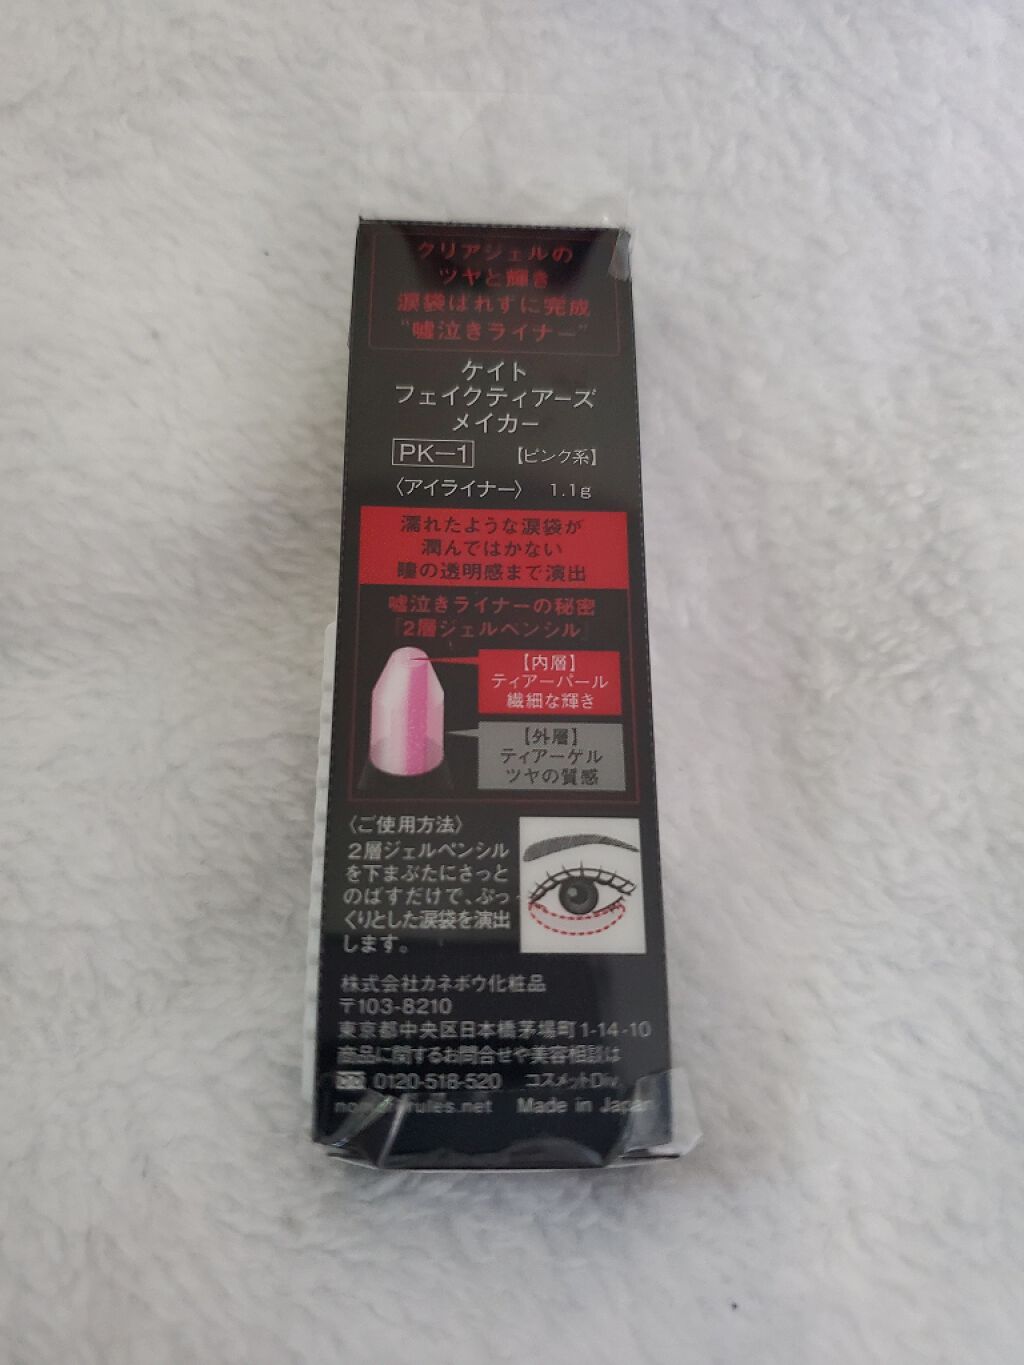 クリアジェルの
ツヤと輝き
涙袋はれずに完成
"嘘泣きライナー"
ケイト
フェイクティアーズ
メイカー
PK-1 【ピンク系】
〈アイライナー〉 1.1g
濡れたような涙袋が
潤んではかない
瞳の透明感まで演出
嘘泣きライナーの秘密
「2層ジェルペンシル」
【内層】
ティアーパール
繊細な輝き
【外層】
ティアーゲル
ツヤの質感
〈ご使用方法〉
2層ジェルペンシル
を下まぶたにさっと
のばすだけで、ぷっ
くりとした涙袋を演出
します。
株式会社カネボウ化粧品
〒103-8210
東京都中央区日本橋茅場町1-14-10
商品に関するお問合せや美容相談は
0120-518-520 コスメットDiv.
rules.net Made in Japan